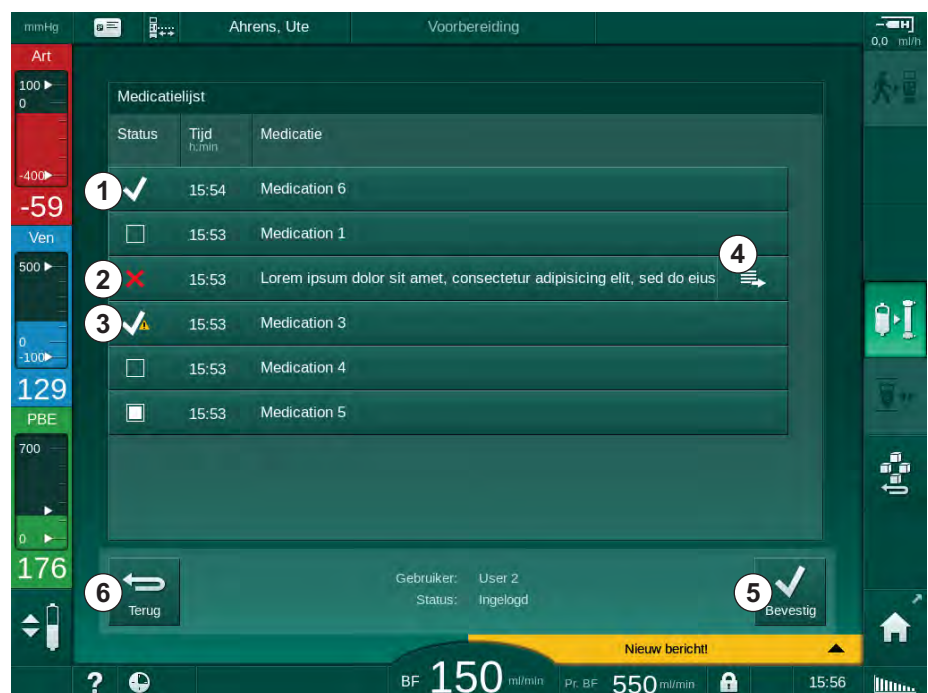 mmHg Ahrens, Ute Voorbereiding 0,0 ml/h
H
Art
100
0
-400
-59
Ven
500
0
-100
129
PBE
700
0
176
Medicatielijst
Status Tijd Medicatie
h:min
1 15:54 Medication 6
15:53 Medication 1
2 15:53 Lorem ipsum dolor sit amet, consectetur adipisicing elit, sed do eius 4
3 15:53 Medication 3
15:53 Medication 4
15:53 Medication 5
Gebruiker: User 2
Status: Ingelogd
6 Terug
5 Bevestig
Nieuw bericht!
? BF 150 ml/min Pr. BF 550 ml/min 15:56